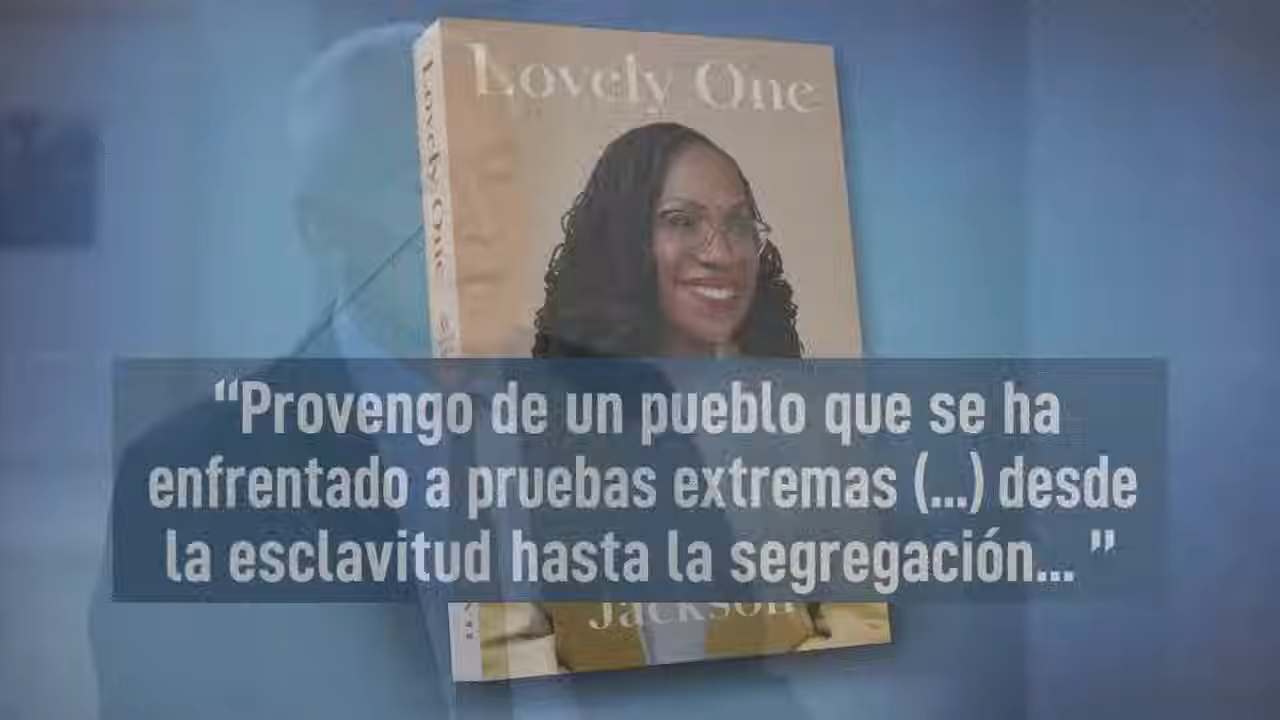 Lovely One
Lovely One
“Provengo de un pueblo que se ha
enfrentado a pruebas extremas (...) desde
la esclavitud hasta la segregación... ”
Jackson